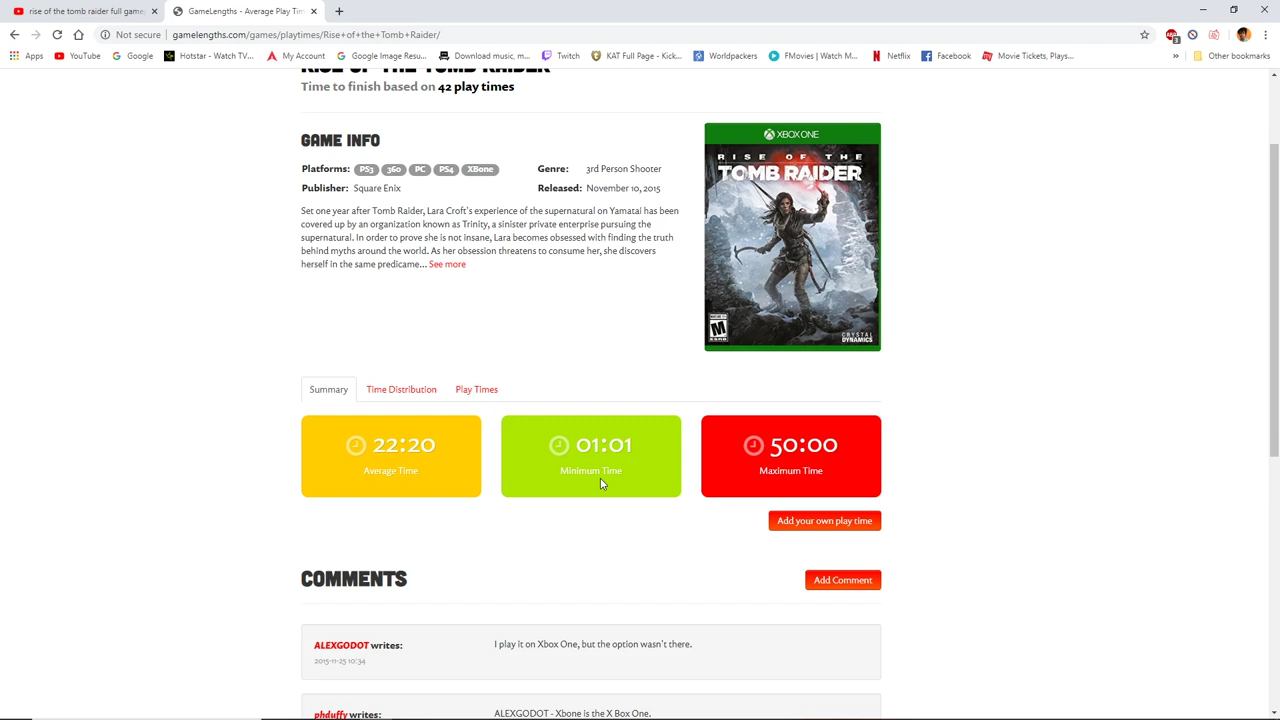 rise of the tomb raider full game
GameLengths - Average Play Tim
Not secure
gamelengths.com/games/playtimes/Rise+of+the+Tomb+Raider/
Apps
YouTube
Google
Hotstar - Watch TV...
My Account
Google Image Resu...
Download music, m...
Twitch
KAT Full Page - Kick...
Worldpackers
FMovies | Watch M...
Netflix
Facebook
Movie Tickets, Plays...
»
Other bookmarks
RISE OF THE TOMB RAIDER
Time to finish based on 42 play times
GAME INFO
Platforms: PS3 360 PC PS4 XBone
Genre: 3rd Person Shooter
Publisher: Square Enix
Released: November 10, 2015
Set one year after Tomb Raider, Lara Croft's experience of the supernatural on Yamatai has been
covered up by an organization known as Trinity, a sinister private enterprise pursuing the
supernatural. In order to prove she is not insane, Lara becomes obsessed with finding the truth
behind myths around the world. As her obsession threatens to consume her, she discovers
herself in the same predicame... See more
XBOX ONE
RISE OF THE
TOMB RAIDER
M
CRYSTAL
DYNAMICS
Summary
Time Distribution
Play Times
22:20
Average Time
01:01
Minimum Time
50:00
Maximum Time
Add your own play time
COMMENTS
Add Comment
ALEXGODOT writes:
I play it on Xbox One, but the option wasn't there.
2015-11-25 10:34
phduffy writes:
ALEXGODOT - Xbone is the X Box One.